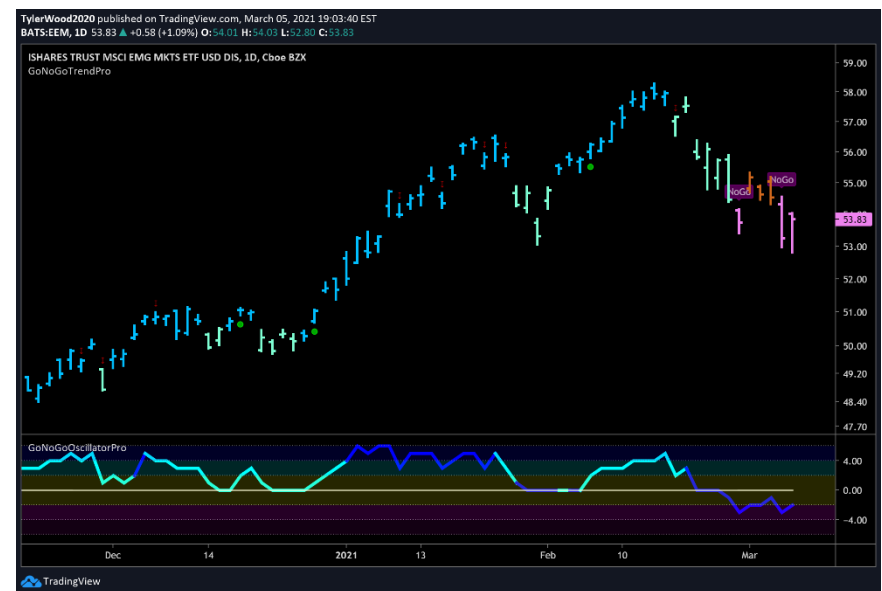 TylerWood2020 published on TradingView.com, March 05, 2021 19:03:40 EST
BATS:EEM, 1D 53.83 ▲ +0.58 (+1.09%) O:54.01 H:54.03 L:52.80 C:53.83
ISHARES TRUST MSCI EMG MKTS ETF USD DIS, 1D, Cboe BZX
GoNoGoTrendPro
59.00
58.00
57.00
56.00
55.00
NoGo
NoGo
53.83
53.00
52.00
51.00
50.00
49.20
48.40
47.70
GoNoGoOscillatorPro
4.00
0.00
−4.00
Dec 14 2021 13 Feb 10 Mar
TradingView